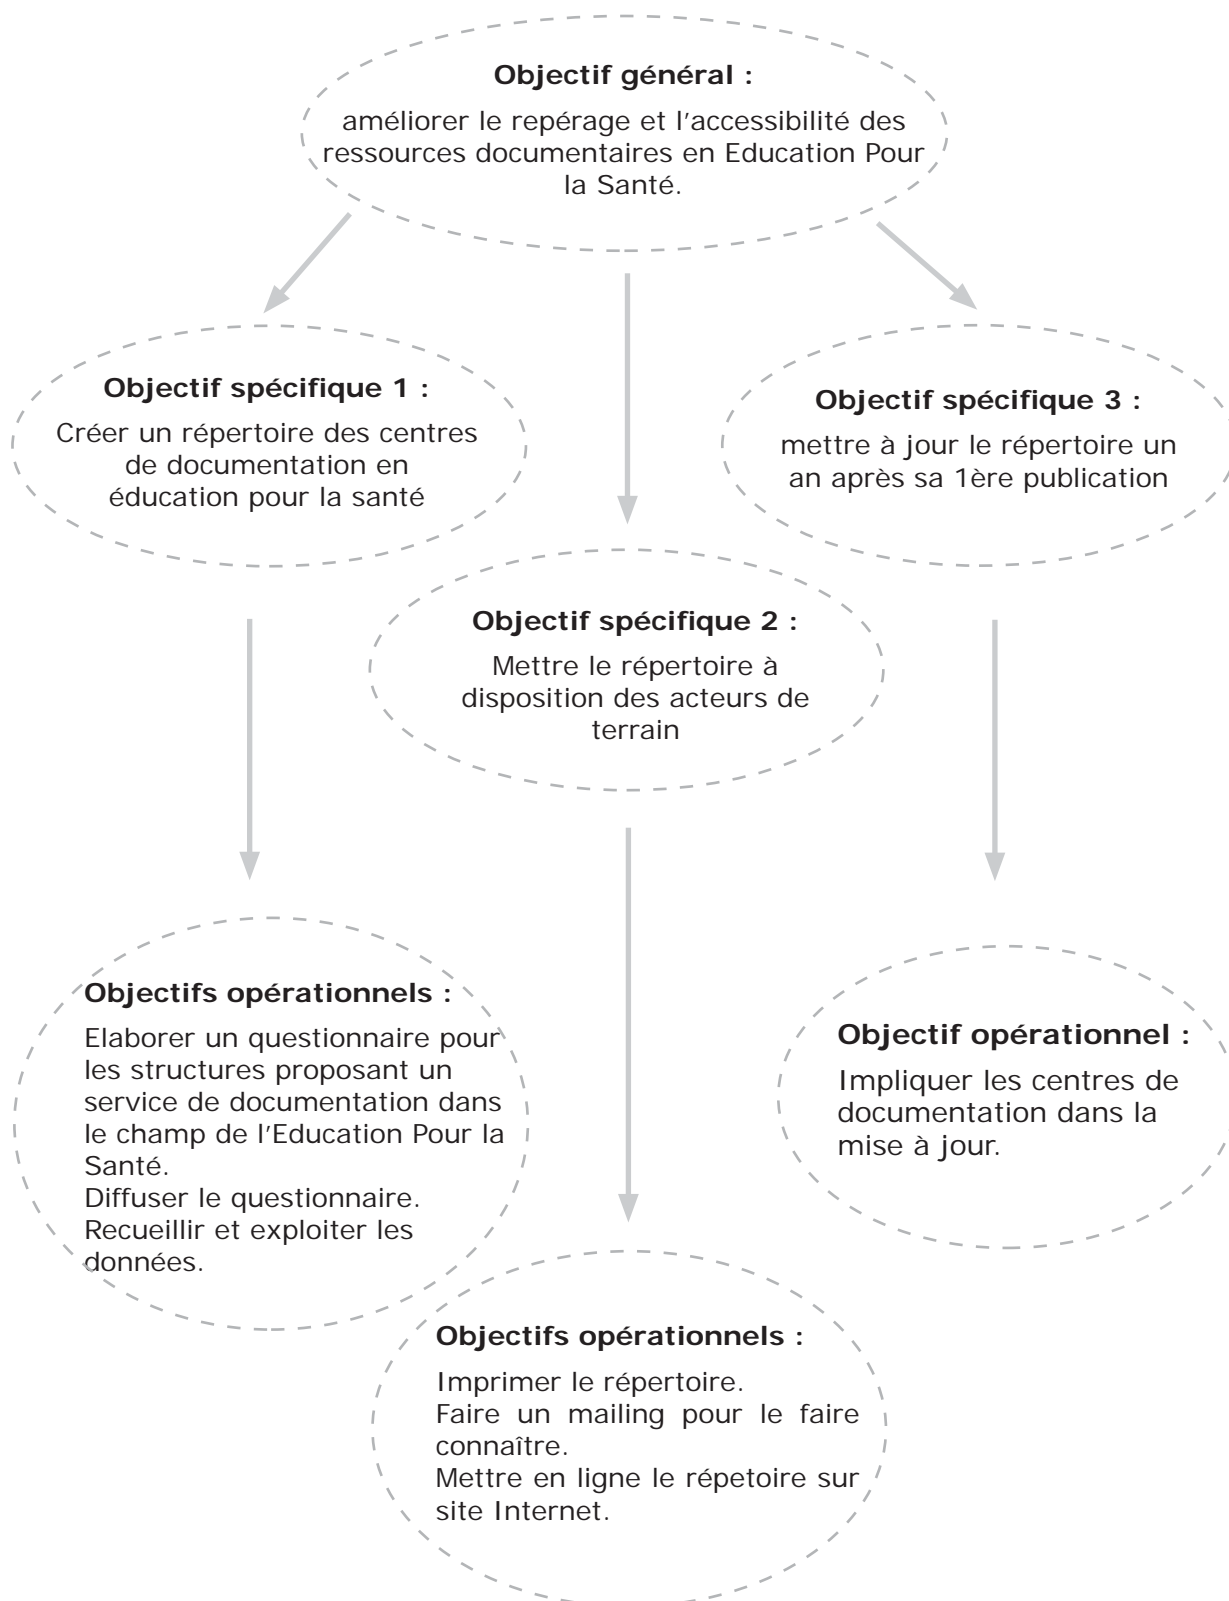 Objectif général :
améliorer le repérage et l'accessibilité des
ressources documentaires en Education Pour
la Santé.
Objectif spécifique 1 :
Créer un répertoire des centres
de documentation en
éducation pour la santé
Objectif spécifique 3 :
mettre à jour le répertoire un
an après sa 1ère publication
Objectif spécifique 2 :
Mettre le répertoire à
disposition des acteurs de
terrain
Objectifs opérationnels :
Elaborer un questionnaire pour
les structures proposant un
service de documentation dans
le champ de l'Education Pour la
Santé.
Diffuser le questionnaire.
Recueillir et exploiter les
données.
Objectif opérationnel :
Impliquer les centres de
documentation dans la
mise à jour.
Objectifs opérationnels :
Imprimer le répertoire.
Faire un mailing pour le faire
connaître.
Mettre en ligne le répetoire sur
site Internet.